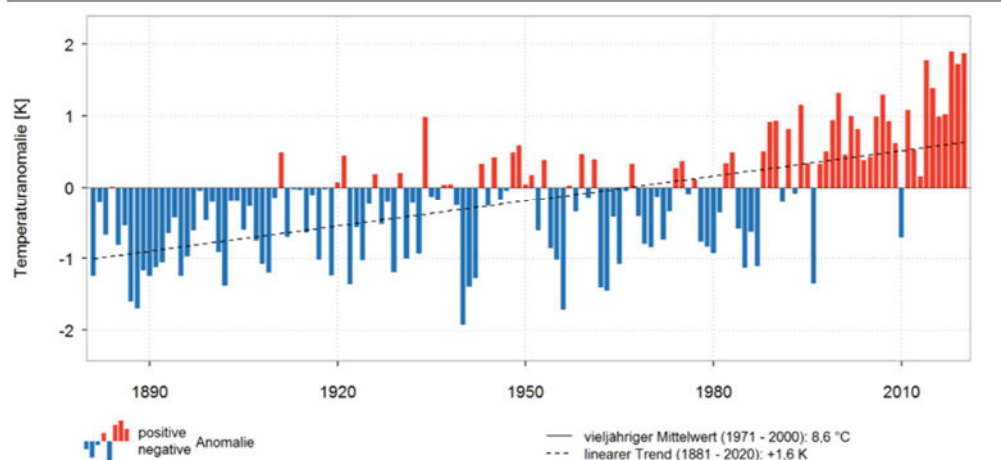 Temperaturanomalie [K]
2
1
0
-1
-2
1890 1920 1950 1980 2010
positive
negative
Anomalie
vieljähriger Mittelwert (1971 - 2000): 8,6 °C
linearer Trend (1881 - 2020): +1,6 K